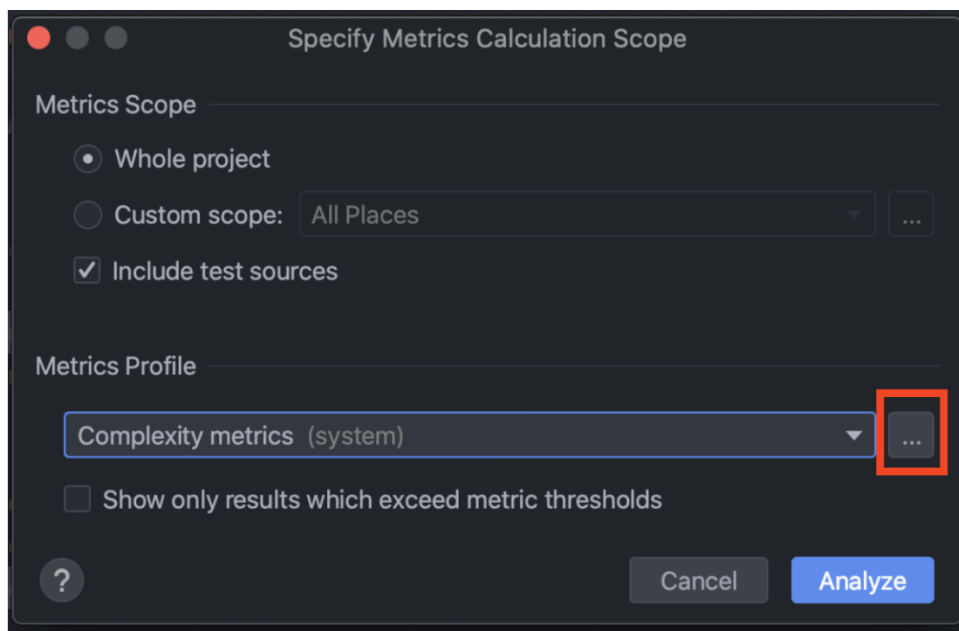 Specify Metrics Calculation Scope
Metrics Scope
Whole project
Custom scope: All Places ...
Include test sources
Metrics Profile
Complexity metrics (system) ...
Show only results which exceed metric thresholds
? Cancel Analyze